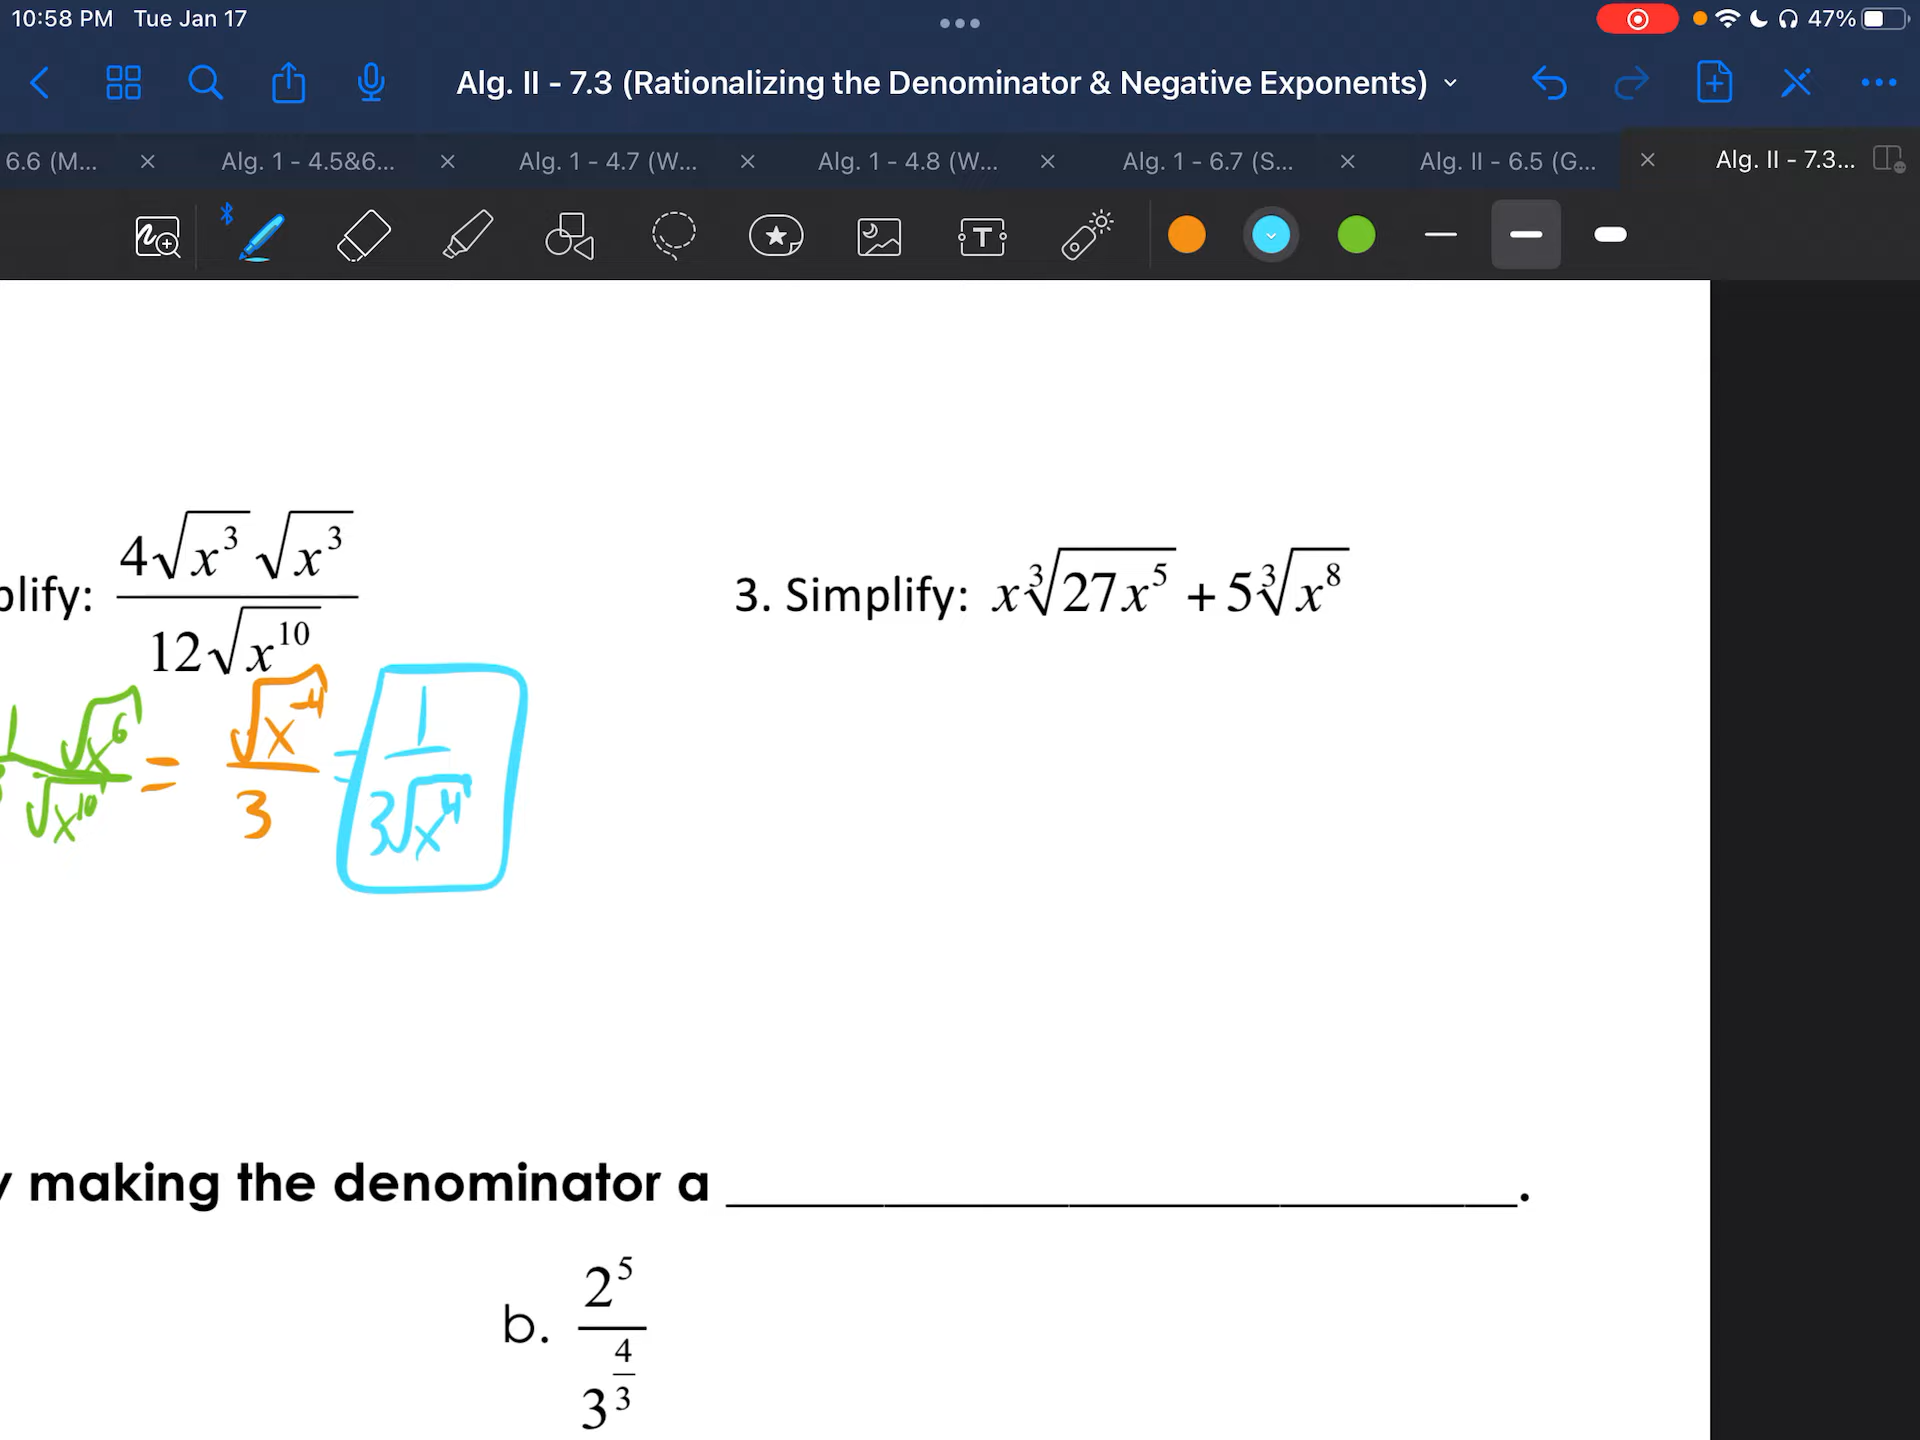 10:58 PM Tue Jan 17 47%
Alg. II - 7.3 (Rationalizing the Denominator & Negative Exponents)
6.6 (M... Alg. 1 - 4.5&6... Alg. 1 - 4.7 (W... Alg. 1 - 4.8 (W... Alg. 1 - 6.7 (S... Alg. II - 6.5 (G... Alg. II - 7.3...
plify: 4√x³ √x³ / 12√x¹⁰
3. Simplify: x∛27x⁵ + 5∛x⁸
√x⁶ / √x¹⁰ = √x⁻⁴ / 3 = 1 / 3√x⁴
y making the denominator a ____________________.
b. 2⁵ / 3^(4/3)